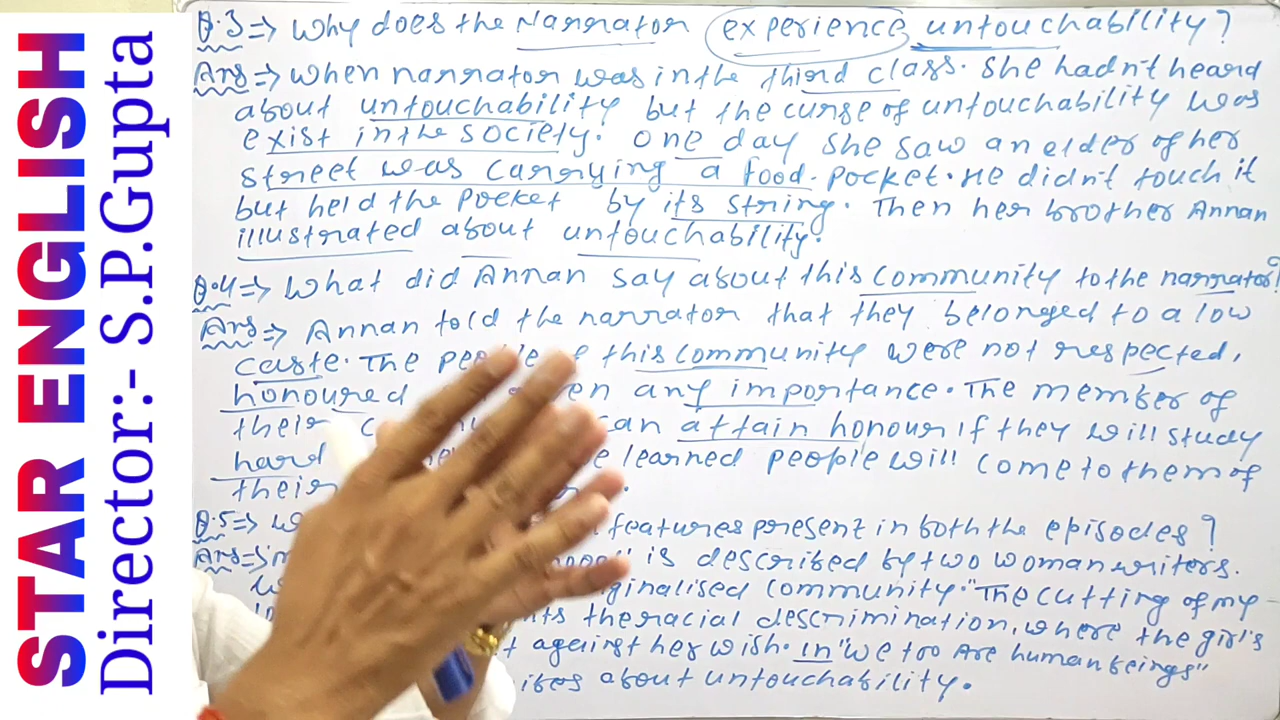 STAR ENGLISH
Director:- S.P.Gupta
Q.3⇒ Why does the Narrator experience untouchability?
Ans⇒ When narrator was in the third class. She hadn't heard
about untouchability but the curse of untouchability was
exist in the society. One day she saw an elder of her
street was carrying a food. pocket. He didn't touch it
but held the pocket by its string. Then her brother Annan
illustrated about untouchability.
Q.4⇒ What did Annan say about this community to the narrator?
Ans⇒ Annan told the narrator that they belonged to a low
caste. The people of this community were not respected,
honoured any importance. The member of
their can attain honour if they will study
hard learned people will come to them of
their
Q.5⇒ features present in both the episodes?
Ans⇒ is described by two woman writers.
community. "The cutting of my
the racial descrimination, where the girl's
against her wish. in "we too Are human beings"
about untouchability.